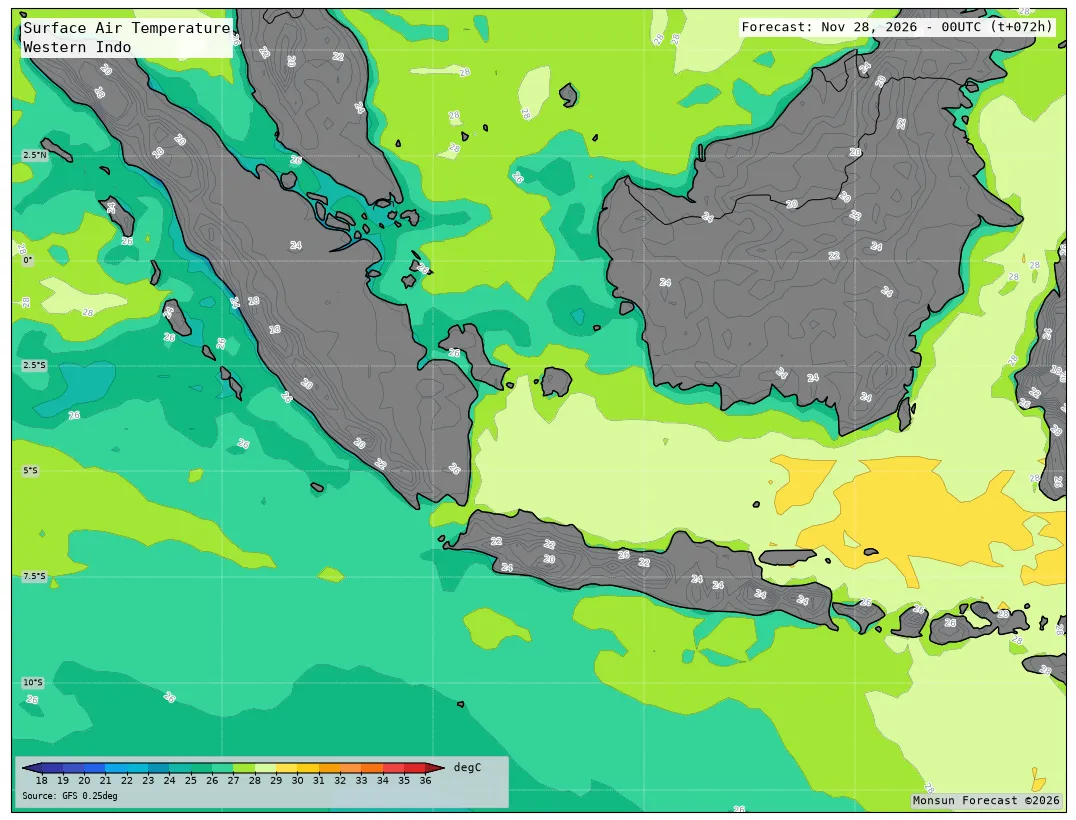 Surface Air Temperature
Western Indo
Forecast: Nov 28, 2026 - 00UTC (t+072h)
2.5°N
0°
2.5°S
5°S
7.5°S
10°S
18 19 20 21 22 23 24 25 26 27 28 29 30 31 32 33 34 35 36
degC
Source: GFS 0.25deg
Monsun Forecast ©2026